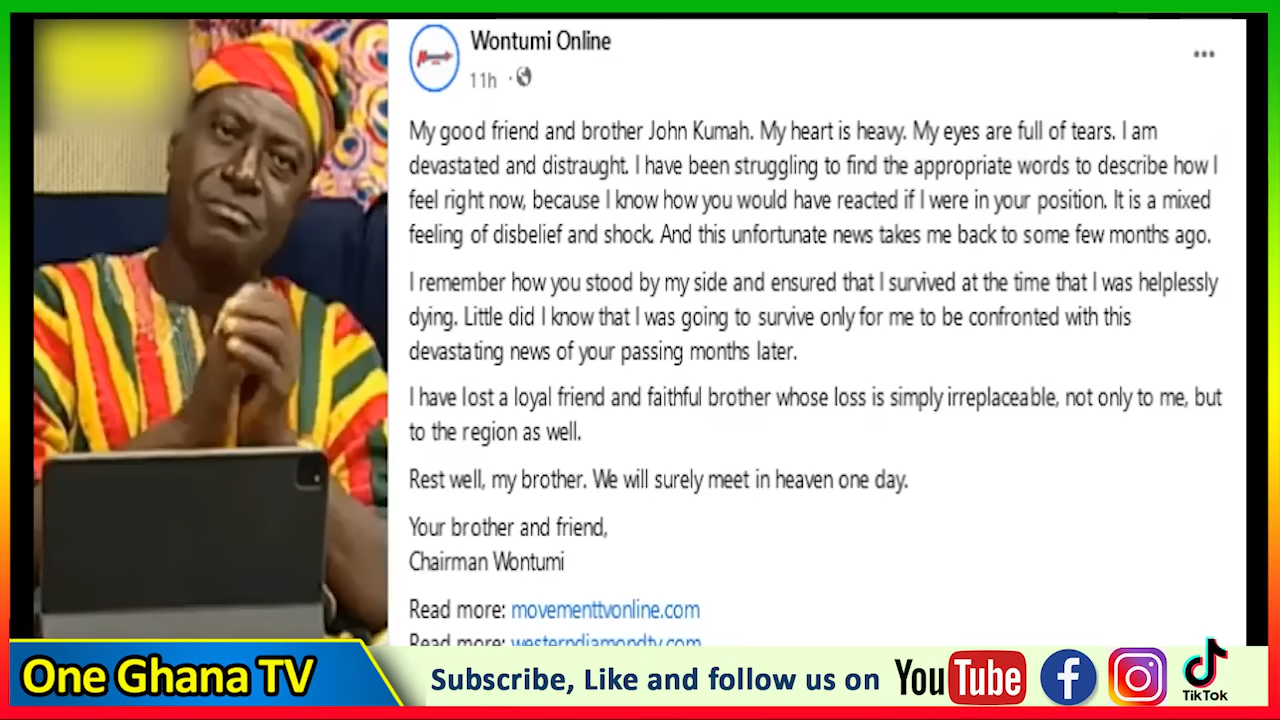 Wontumi Online
11h
My good friend and brother John Kumah. My heart is heavy. My eyes are full of tears. I am
devastated and distraught. I have been struggling to find the appropriate words to describe how I
feel right now, because I know how you would have reacted if I were in your position. It is a mixed
feeling of disbelief and shock. And this unfortunate news takes me back to some few months ago.
I remember how you stood by my side and ensured that I survived at the time that I was helplessly
dying. Little did I know that I was going to survive only for me to be confronted with this
devastating news of your passing months later.
I have lost a loyal friend and faithful brother whose loss is simply irreplaceable, not only to me, but
to the region as well.
Rest well, my brother. We will surely meet in heaven one day.
Your brother and friend,
Chairman Wontumi
Read more: movementtvonline.com
Read more: westerndiamondtv.com
One Ghana TV
Subscribe, Like and follow us on YouTube
TikTok